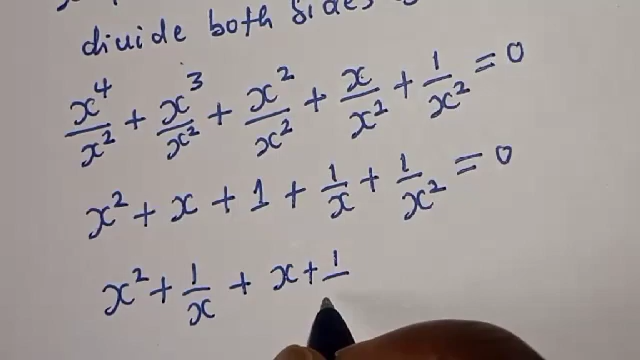 divide both sides
x⁴/x² + x³/x² + x²/x² + x/x² + 1/x² = 0
x² + x + 1 + 1/x + 1/x² = 0
x² + 1/x + x + 1/